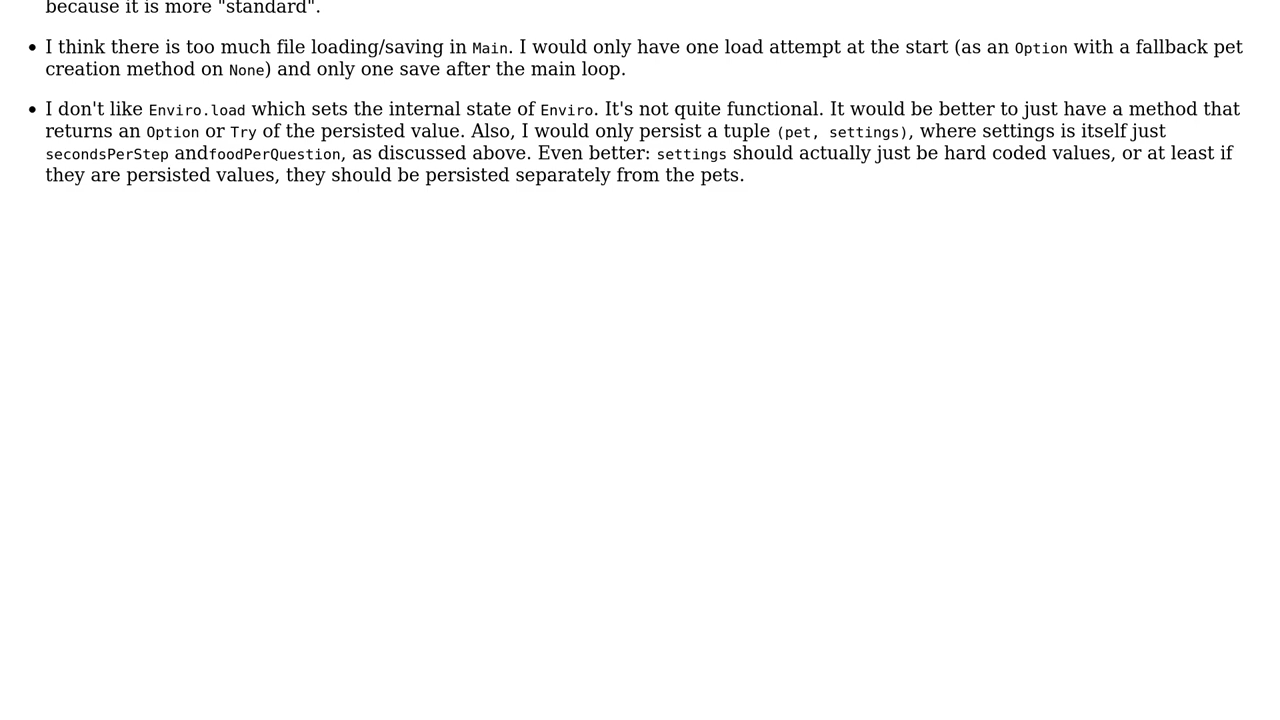 because it is more "standard".
I think there is too much file loading/saving in Main. I would only have one load attempt at the start (as an Option with a fallback pet
creation method on None) and only one save after the main loop.
I don't like Enviro.load which sets the internal state of Enviro. It's not quite functional. It would be better to just have a method that
returns an Option or Try of the persisted value. Also, I would only persist a tuple (pet, settings), where settings is itself just
secondsPerStep andfoodPerQuestion, as discussed above. Even better: settings should actually just be hard coded values, or at least if
they are persisted values, they should be persisted separately from the pets.